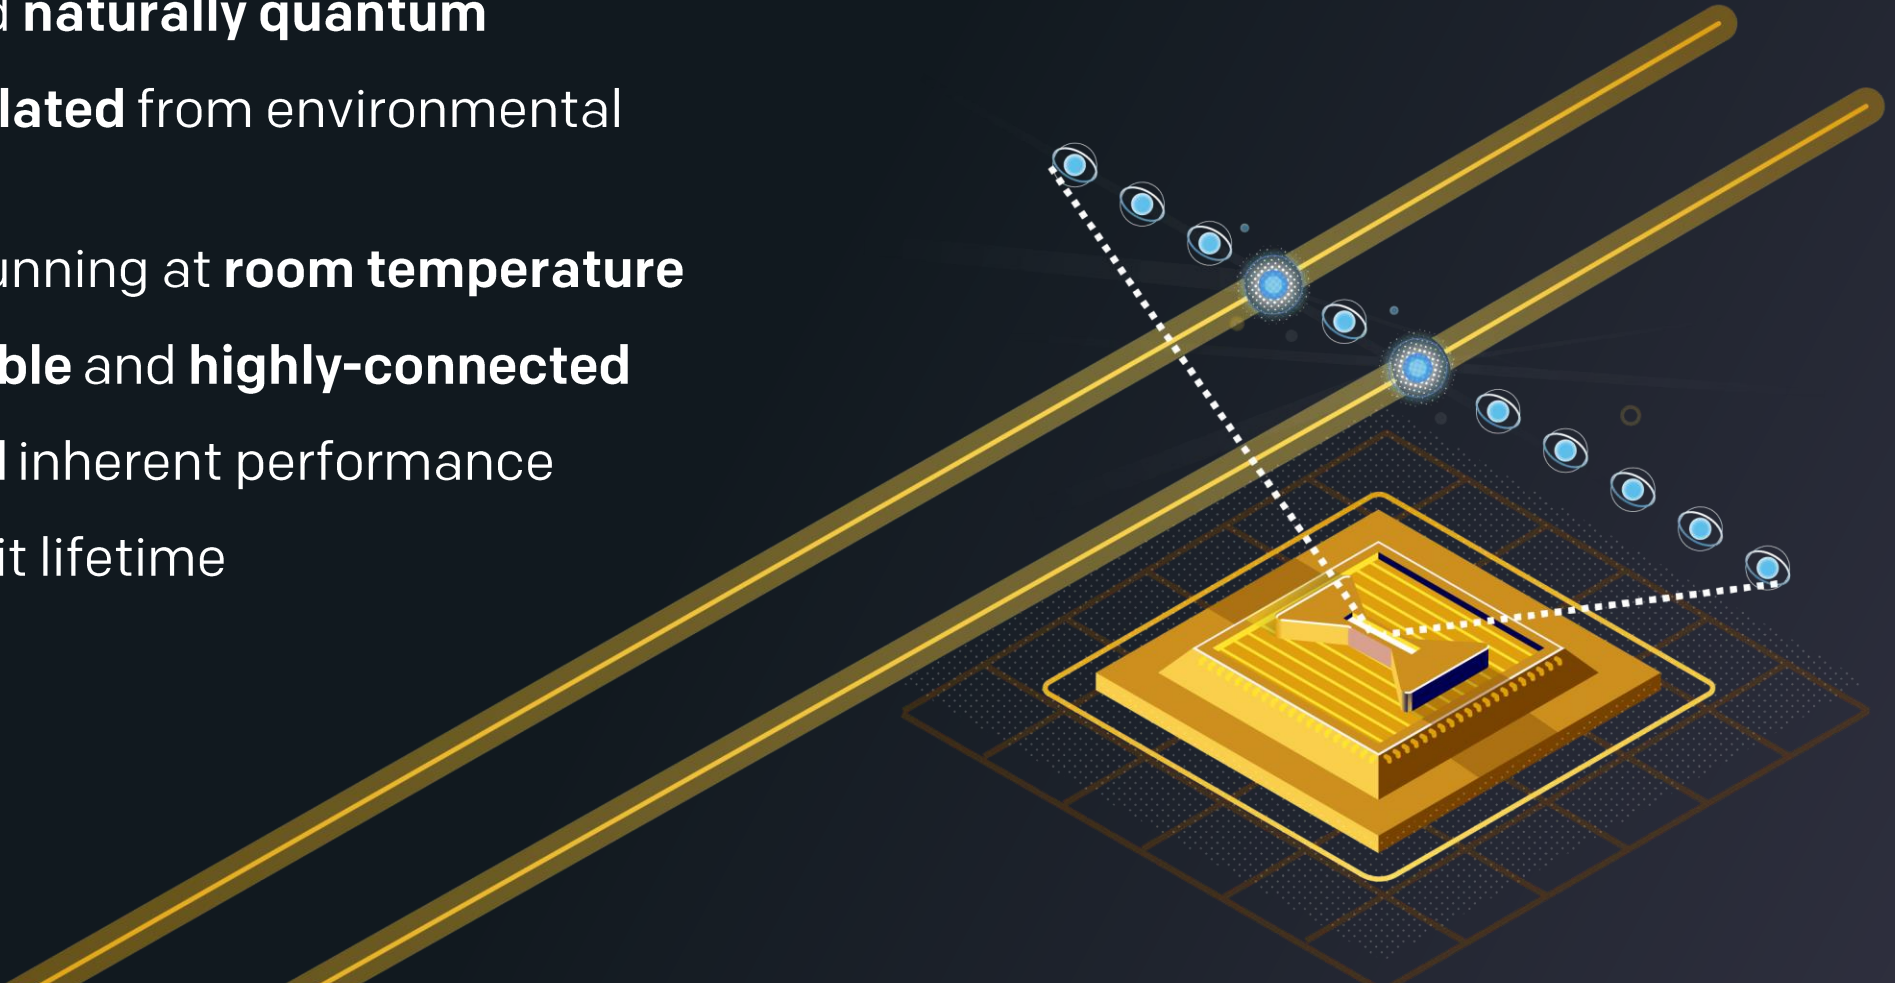 naturally quantum
lated from environmental
unning at room temperature
ble and highly-connected
inherent performance
it lifetime